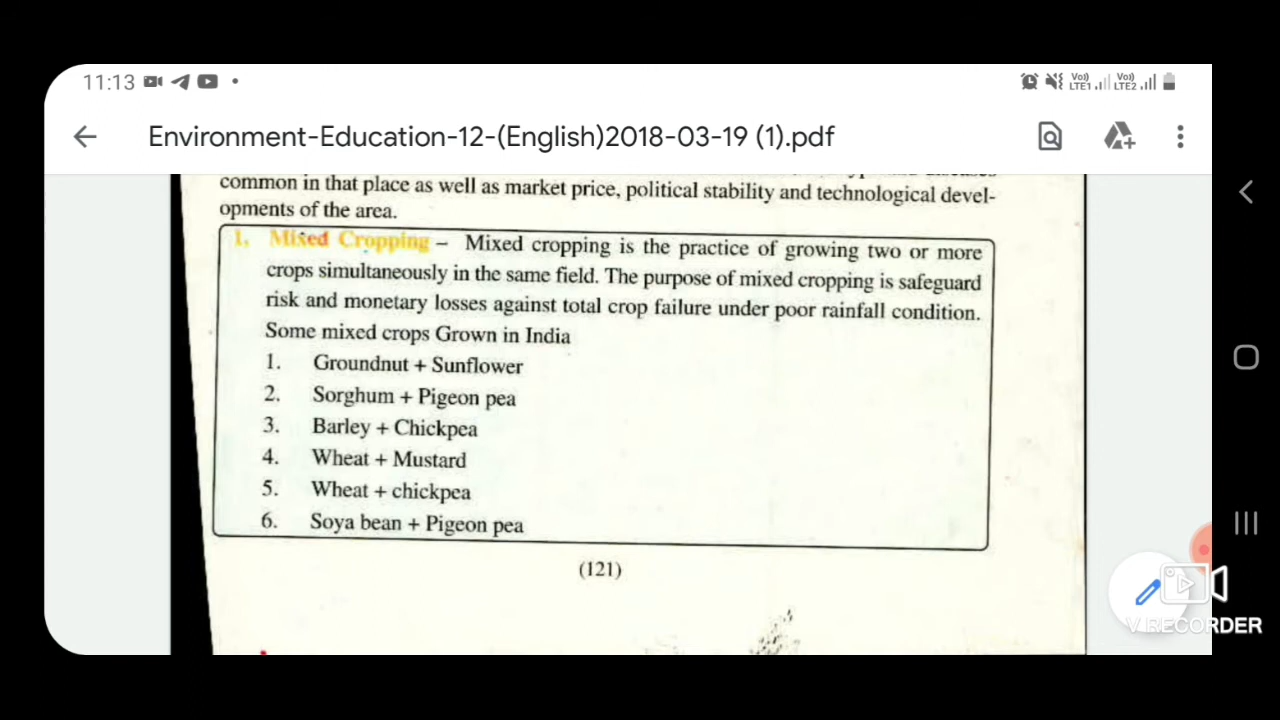 11:13
Vo)) LTE1 Vo)) LTE2
Environment-Education-12-(English)2018-03-19 (1).pdf
common in that place as well as market price, political stability and technological devel-
opments of the area.
1. Mixed Cropping – Mixed cropping is the practice of growing two or more
crops simultaneously in the same field. The purpose of mixed cropping is safeguard
risk and monetary losses against total crop failure under poor rainfall condition.
Some mixed crops Grown in India
1. Groundnut + Sunflower
2. Sorghum + Pigeon pea
3. Barley + Chickpea
4. Wheat + Mustard
5. Wheat + chickpea
6. Soya bean + Pigeon pea
(121)
V RECORDER